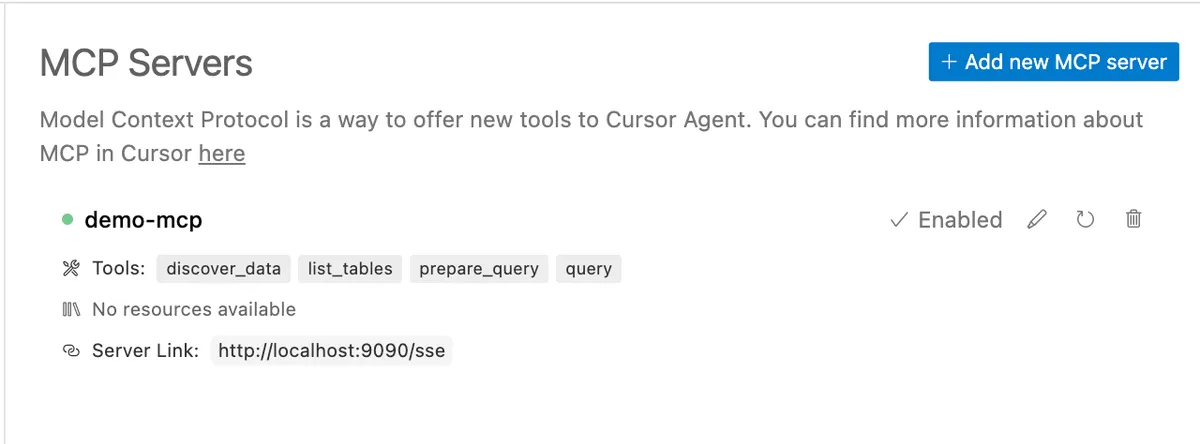 MCP Servers
+ Add new MCP server
Model Context Protocol is a way to offer new tools to Cursor Agent. You can find more information about
MCP in Cursor here
demo-mcp
Enabled
Tools: discover_data list_tables prepare_query query
No resources available
Server Link: http://localhost:9090/sse